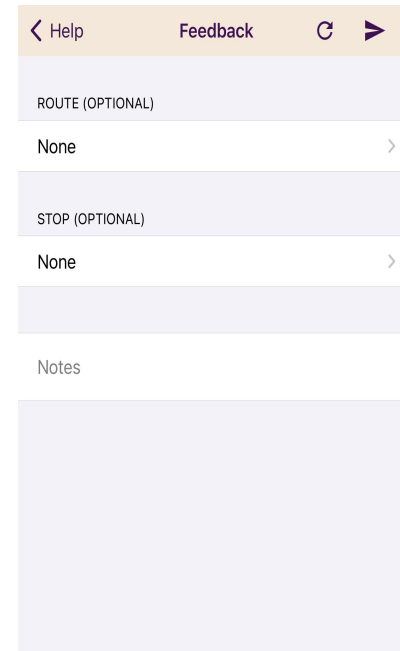 Help Feedback
ROUTE (OPTIONAL)
None
STOP (OPTIONAL)
None
Notes